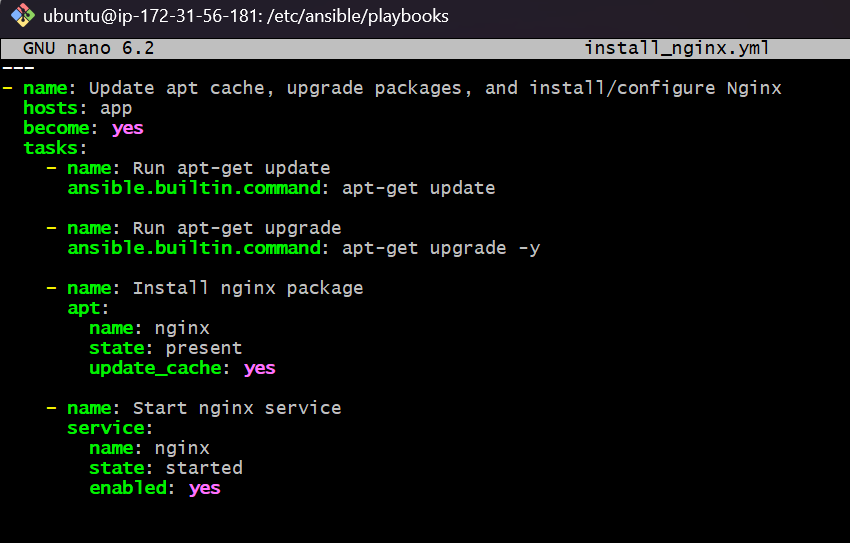 ubuntu@ip-172-31-56-181: /etc/ansible/playbooks
GNU nano 6.2 install_nginx.yml
---
- name: Update apt cache, upgrade packages, and install/configure Nginx
  hosts: app
  become: yes
  tasks:
    - name: Run apt-get update
      ansible.builtin.command: apt-get update

    - name: Run apt-get upgrade
      ansible.builtin.command: apt-get upgrade -y

    - name: Install nginx package
      apt:
        name: nginx
        state: present
        update_cache: yes

    - name: Start nginx service
      service:
        name: nginx
        state: started
        enabled: yes